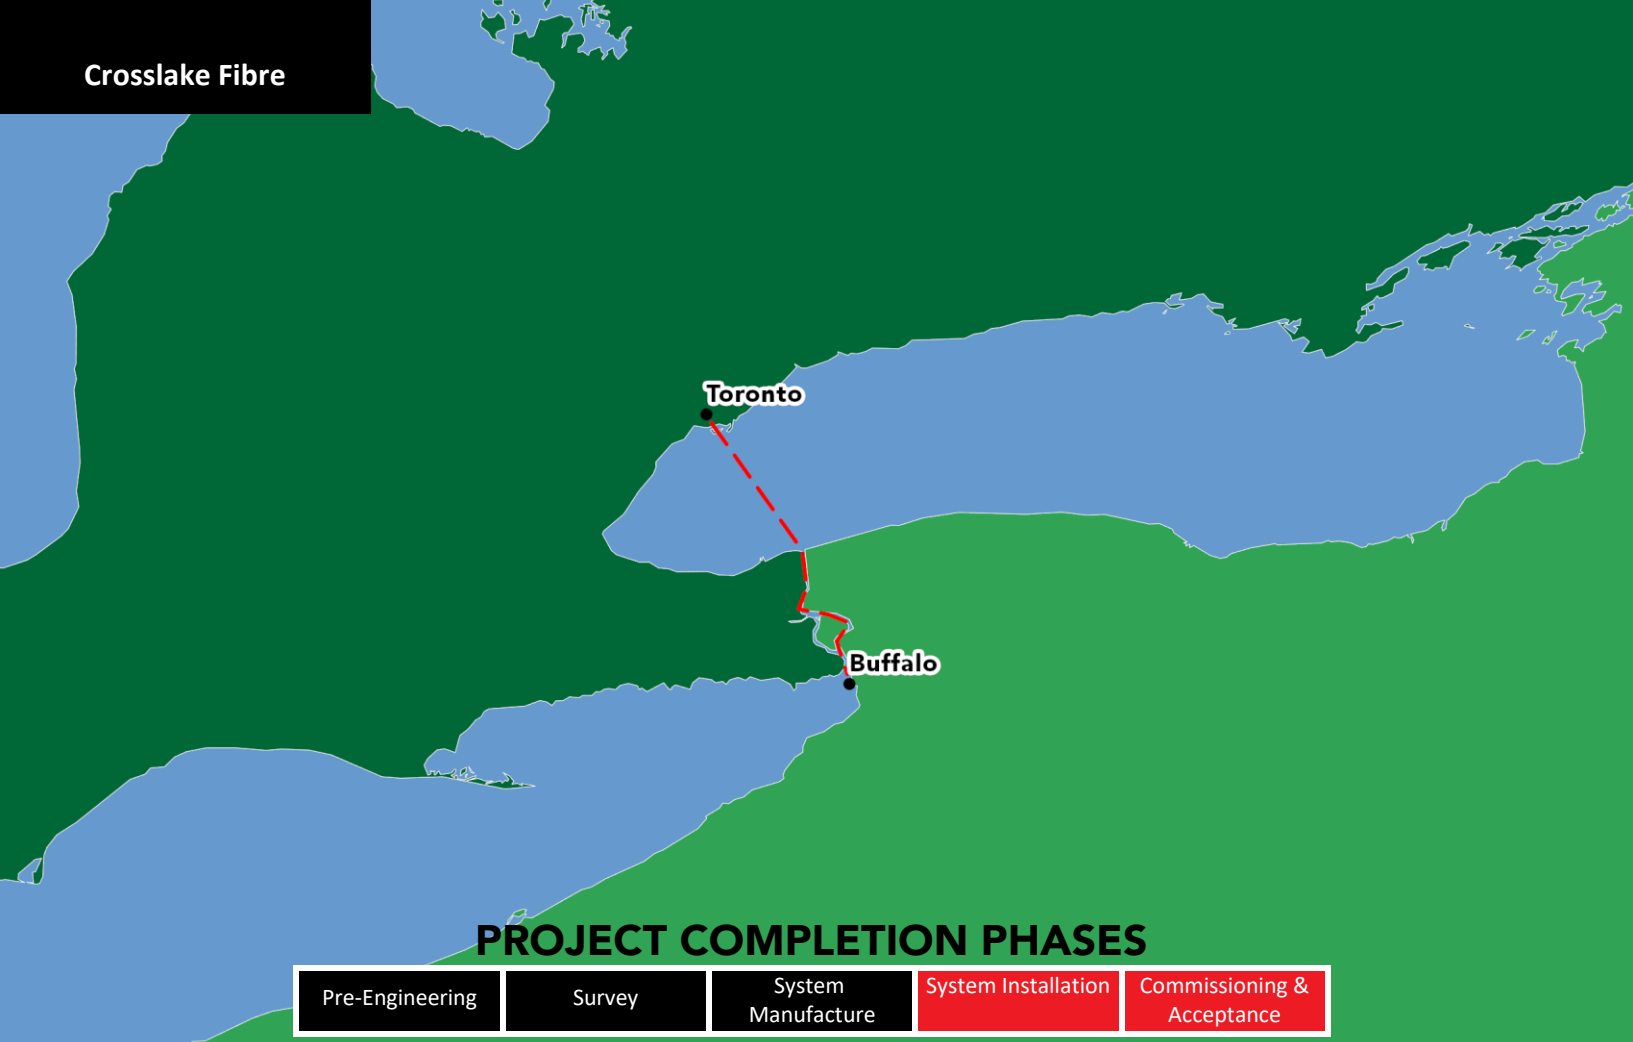 Crosslake Fibre
Toronto
Buffalo
PROJECT COMPLETION PHASES
Pre-Engineering
Survey
System
Manufacture
System Installation
Commissioning &
Acceptance